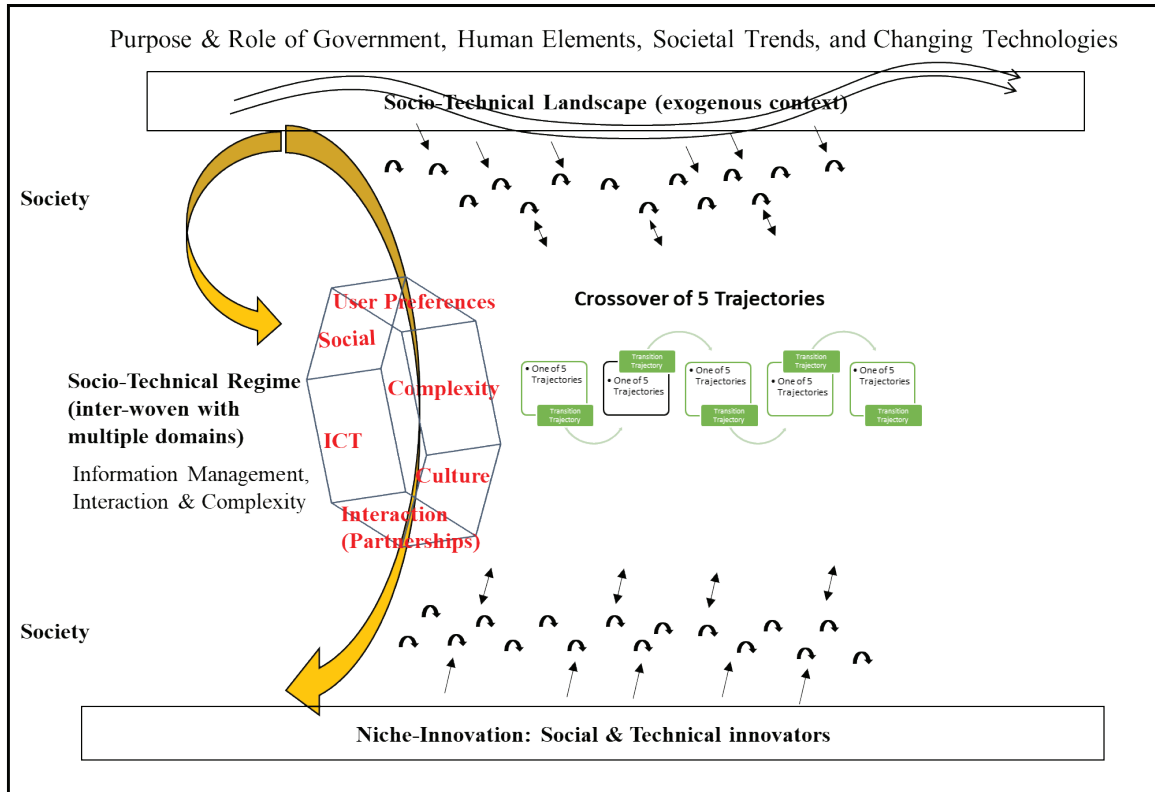 Purpose & Role of Government, Human Elements, Societal Trends, and Changing Technologies
Socio-Technical Landscape (exogenous context)
Society
User Preferences
Social
Complexity
ICT
Culture
Interaction
(Partnerships)
Socio-Technical Regime
(inter-woven with
multiple domains)
Information Management,
Interaction & Complexity
Crossover of 5 Trajectories
• One of 5
Trajectories
Transition
Trajectory
Transition
Trajectory
• One of 5
Trajectories
• One of 5
Trajectories
Transition
Trajectory
Transition
Trajectory
• One of 5
Trajectories
• One of 5
Trajectories
Transition
Trajectory
Society
Niche-Innovation: Social & Technical innovators